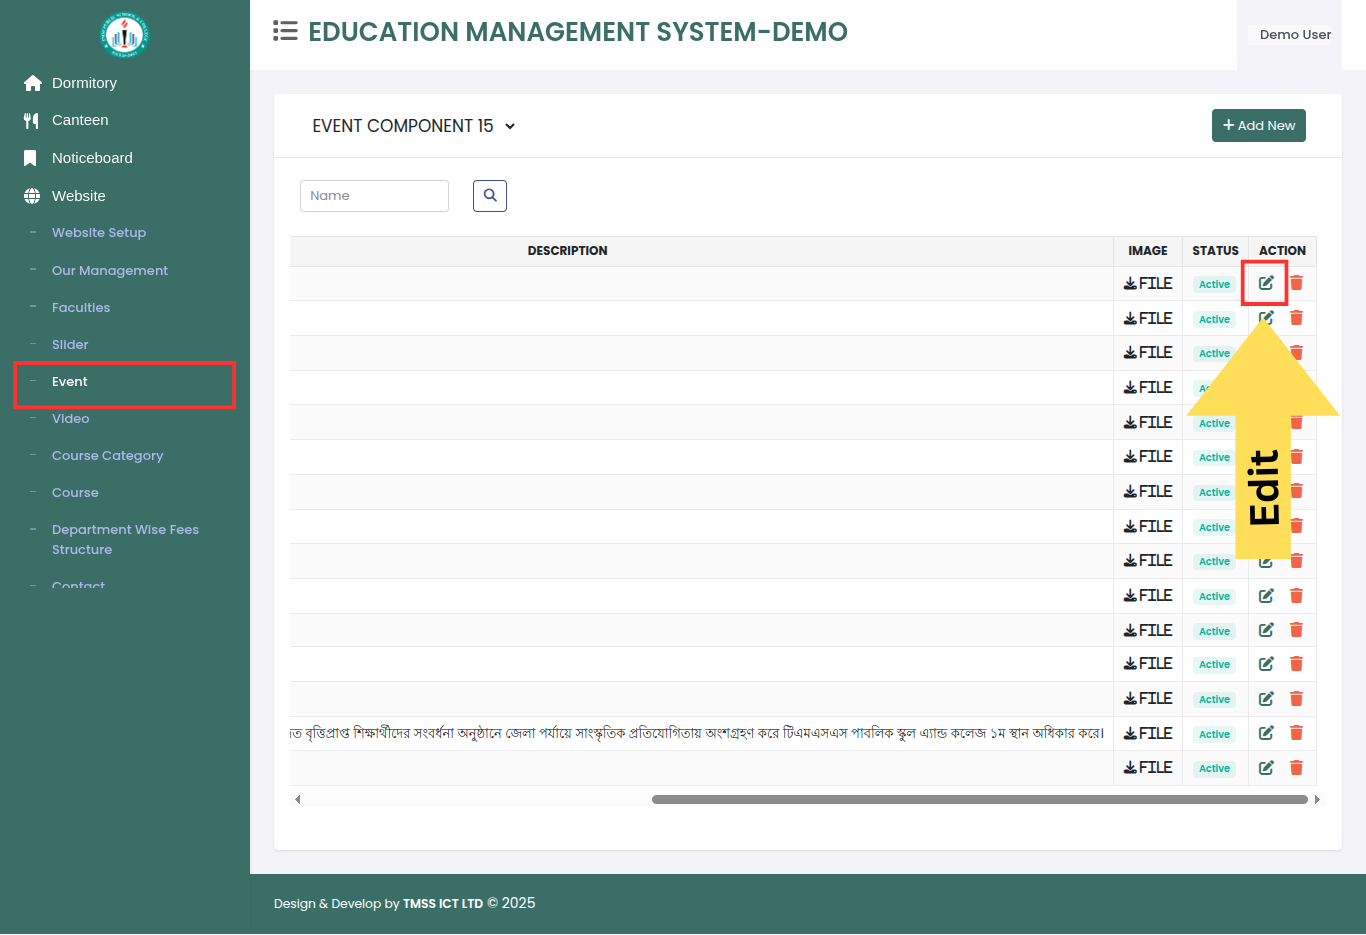 EDUCATION MANAGEMENT SYSTEM-DEMO
Demo User
Dormitory
Canteen
Noticeboard
Website
Website Setup
Our Management
Faculties
Slider
Event
Video
Course Category
Course
Department Wise Fees
Structure
Contact
EVENT COMPONENT 15
+ Add New
Name
DESCRIPTION IMAGE STATUS ACTION
FILE Active
FILE Active
FILE Active
FILE
FILE Active
FILE Active
FILE Active
FILE Active
FILE Active
FILE Active
FILE Active
FILE Active
FILE Active
বৃত্তিপ্রাপ্ত শিক্ষার্থীদের সংবর্ধনা অনুষ্ঠানে জেলা পর্যায়ে সাংস্কৃতিক প্রতিযোগিতায় অংশগ্রহণ করে টিএমএসএস পাবলিক স্কুল এ্যান্ড কলেজ ১ম স্থান অধিকার করে। FILE Active
FILE Active
Edit
Design & Develop by TMSS ICT LTD © 2025